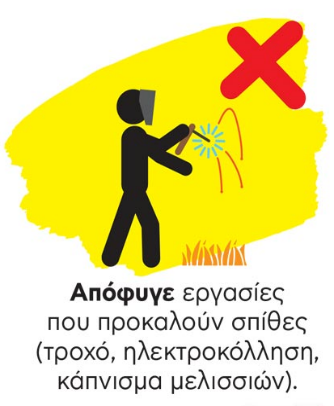 Απόφυγε εργασίες
που προκαλούν σπίθες
(τροχό, ηλεκτροκόλληση,
κάπνισμα μελισσιών).